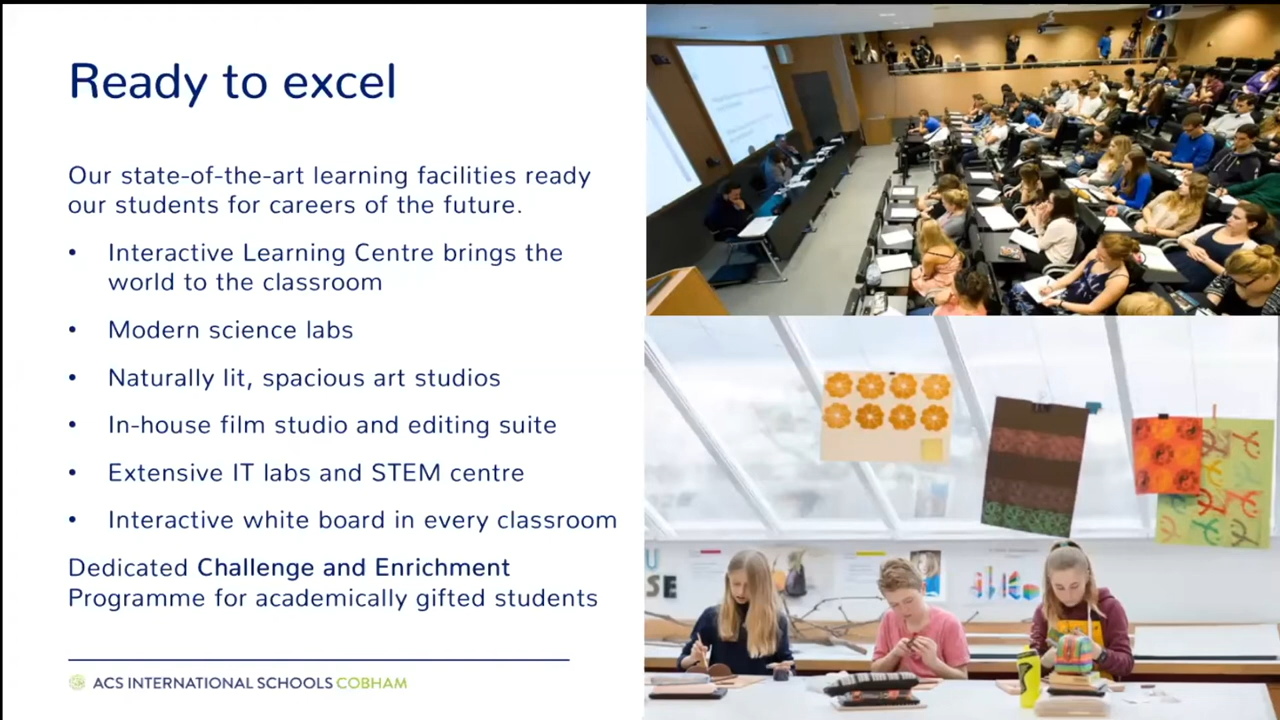 Ready to excel
Our state-of-the-art learning facilities ready
our students for careers of the future.
• Interactive Learning Centre brings the
world to the classroom
• Modern science labs
• Naturally lit, spacious art studios
• In-house film studio and editing suite
• Extensive IT labs and STEM centre
• Interactive white board in every classroom
Dedicated Challenge and Enrichment
Programme for academically gifted students
ACS INTERNATIONAL SCHOOLS COBHAM